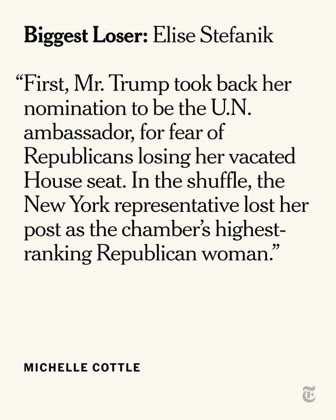 Biggest Loser: Elise Stefanik
“First, Mr. Trump took back her
nomination to be the U.N.
ambassador, for fear of
Republicans losing her vacated
House seat. In the shuffle, the
New York representative lost her
post as the chamber’s highest-
ranking Republican woman.”
MICHELLE COTTLE
T